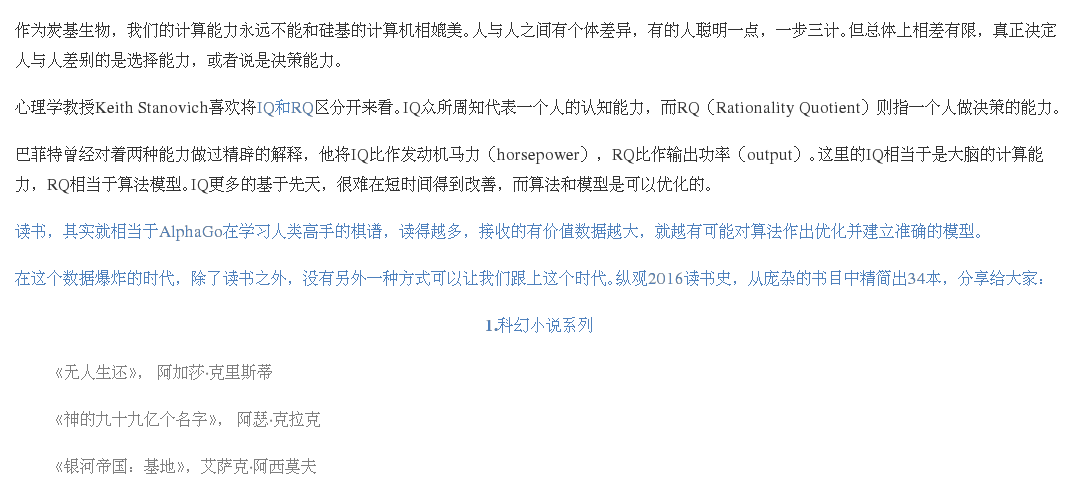 作为炭基生物，我们的计算能力永远不能和硅基的计算机相媲美。人与人之间有个体差异，有的人聪明一点，一步三计。但总体上相差有限，真正决定
人与人差别的是选择能力，或者说是决策能力。
心理学教授Keith Stanovich喜欢将IQ和RQ区分开来看。IQ众所周知代表一个人的认知能力，而RQ（Rationality Quotient）则指一个人做决策的能力。
巴菲特曾经对着两种能力做过精辟的解释，他将IQ比作发动机马力（horsepower），RQ比作输出功率（output）。这里的IQ相当于是大脑的计算能
力，RQ相当于算法模型。IQ更多的基于先天，很难在短时间得到改善，而算法和模型是可以优化的。
读书，其实就相当于AlphaGo在学习人类高手的棋谱，读得越多，接收的有价值数据越大，就越有可能对算法作出优化并建立准确的模型。
在这个数据爆炸的时代，除了读书之外，没有另外一种方式可以让我们跟上这个时代。纵观2016读书史，从庞杂的书目中精简出34本，分享给大家：
1.科幻小说系列
《无人生还》， 阿加莎·克里斯蒂
《神的九十九亿个名字》， 阿瑟·克拉克
《银河帝国：基地》，艾萨克·阿西莫夫